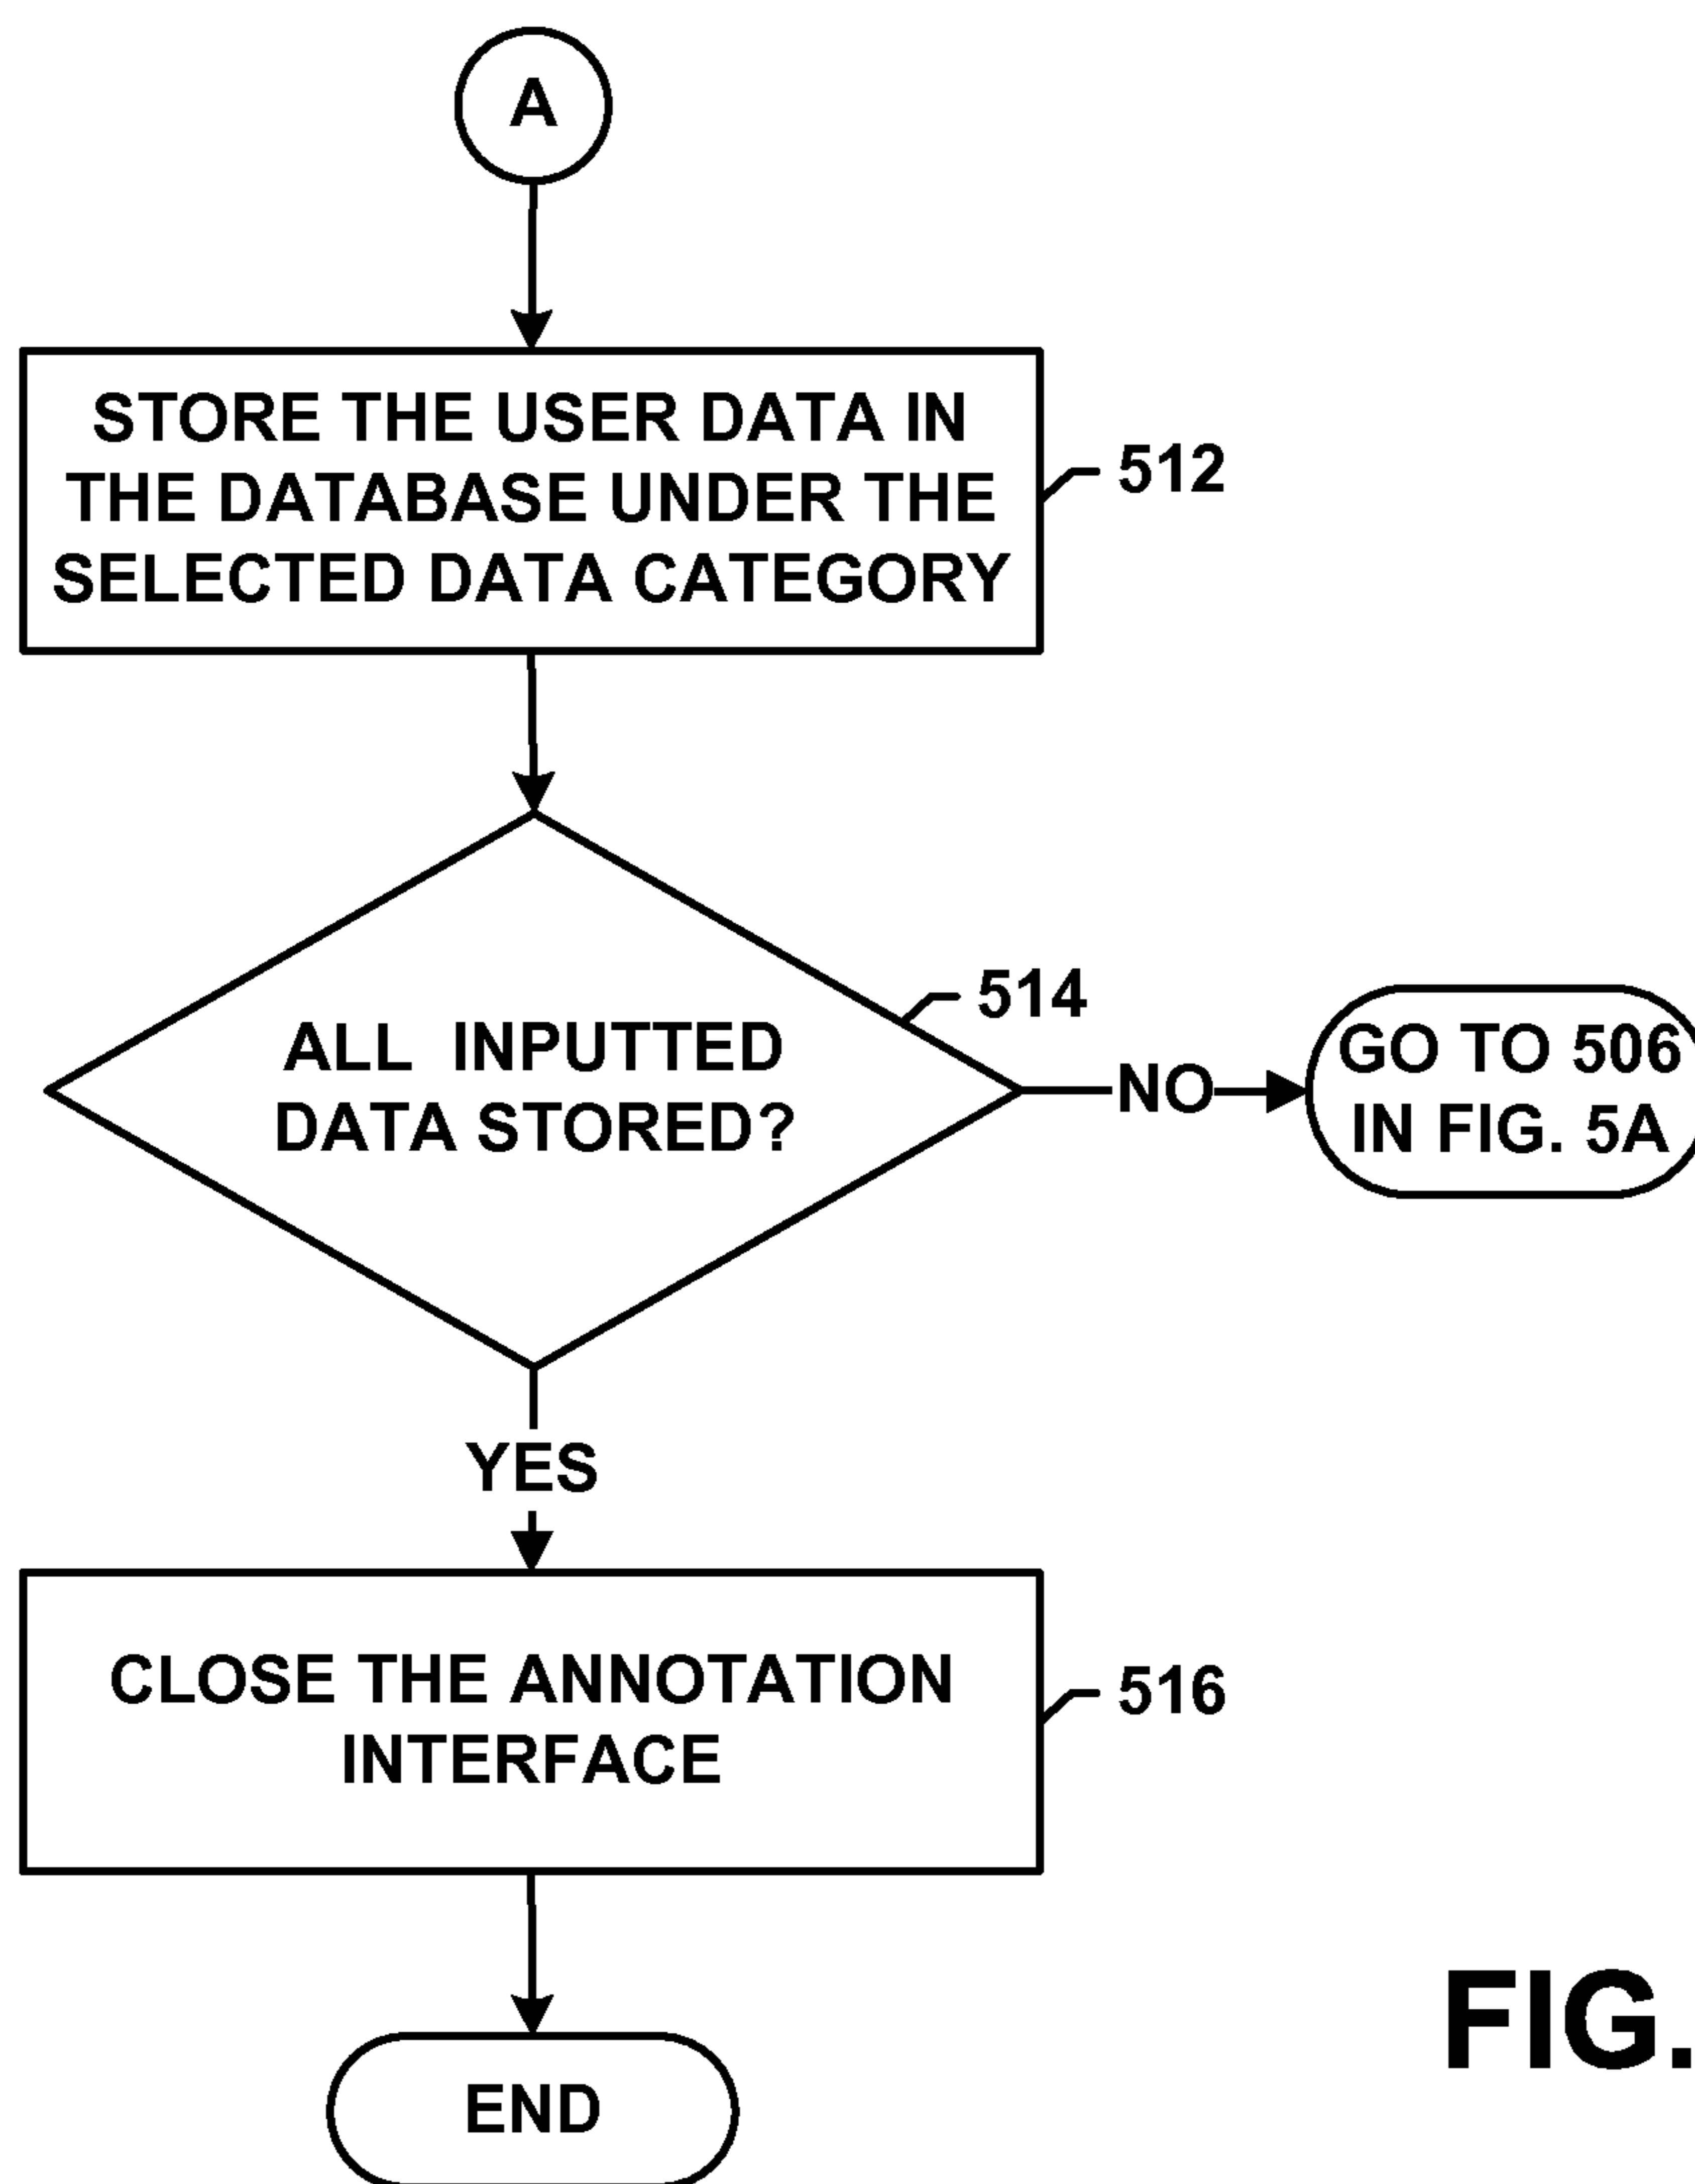 A
STORE THE USER DATA IN
THE DATABASE UNDER THE
SELECTED DATA CATEGORY
512
514
ALL INPUTTED
DATA STORED?
NO
GO TO 506
IN FIG. 5A
YES
CLOSE THE ANNOTATION
INTERFACE
516
END
FIG.